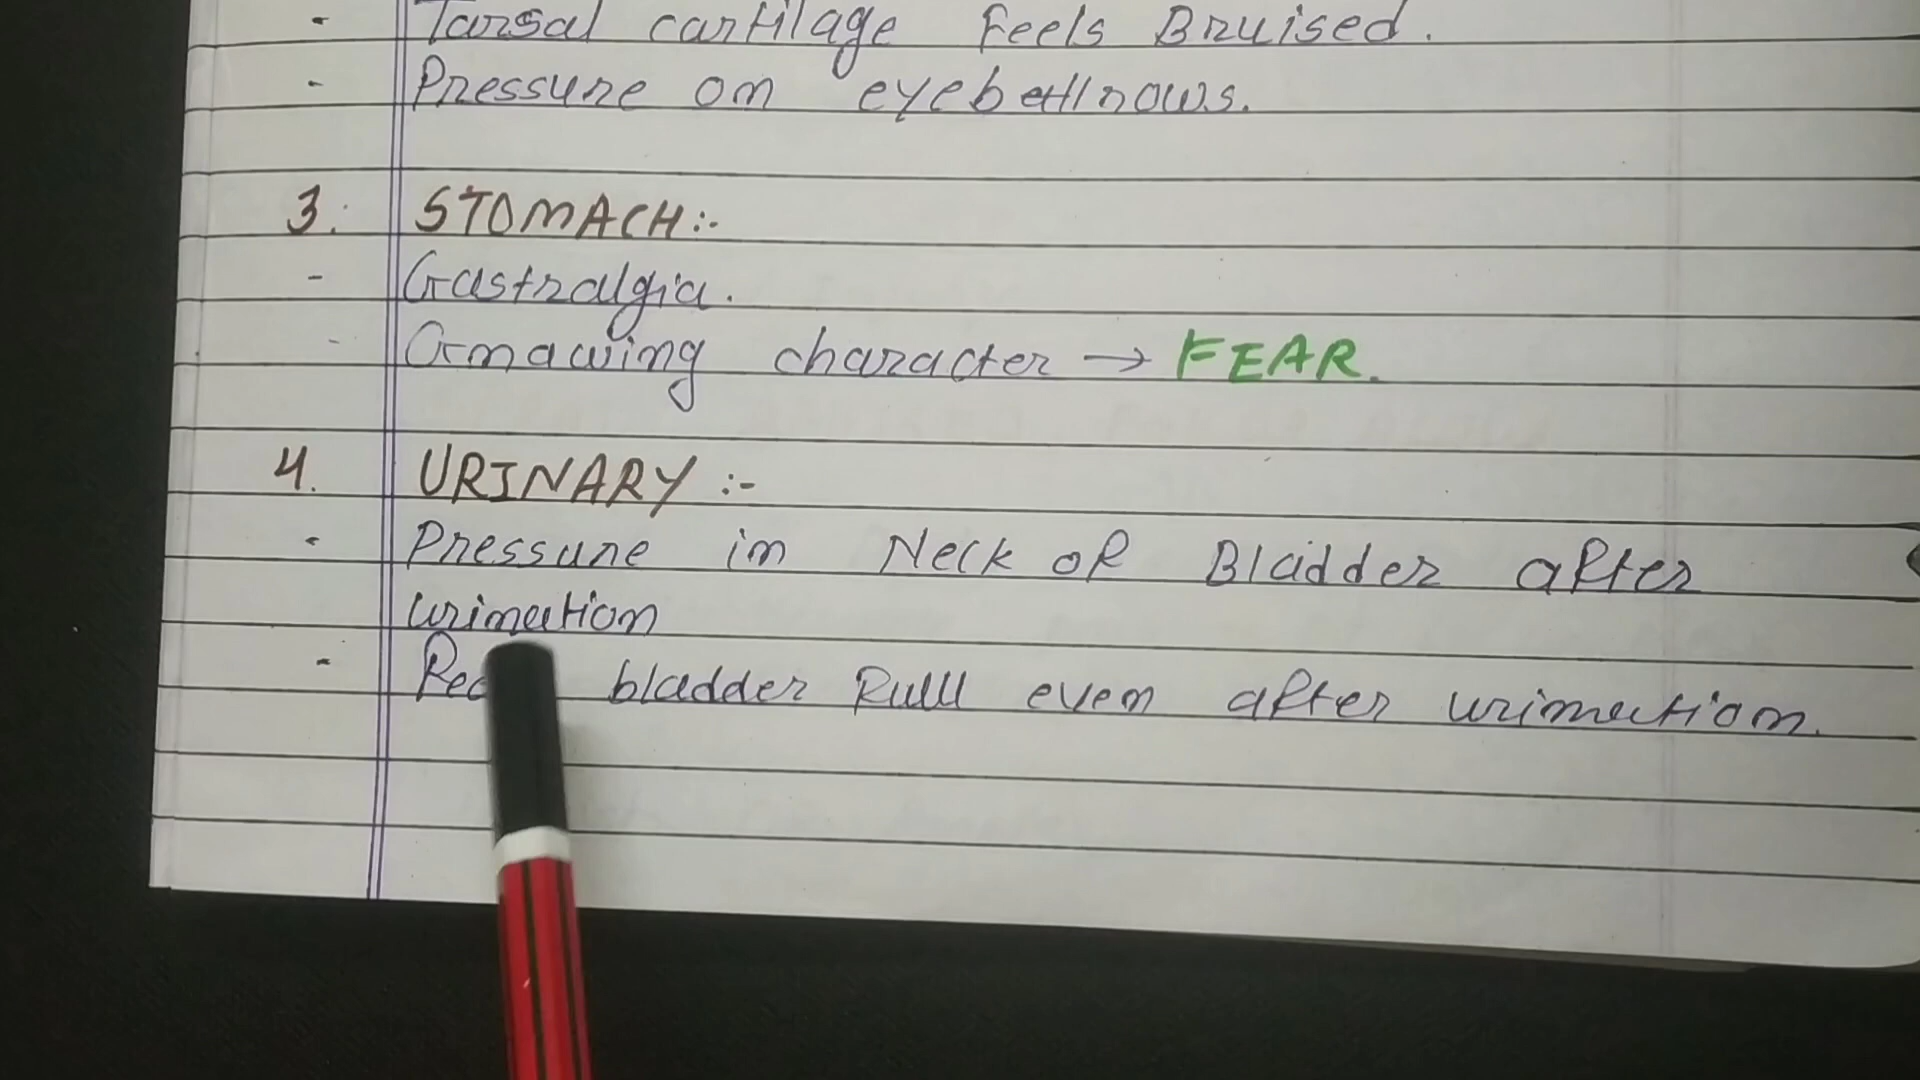 - Tarsal cartilage feels Bruised.
- Pressure on eyeballrows.
3. STOMACH:-
- Gastralgia.
- Gnawing character → FEAR.
4. URINARY :-
- Pressure in Neck of Bladder after
urination
- bladder full even after urination.